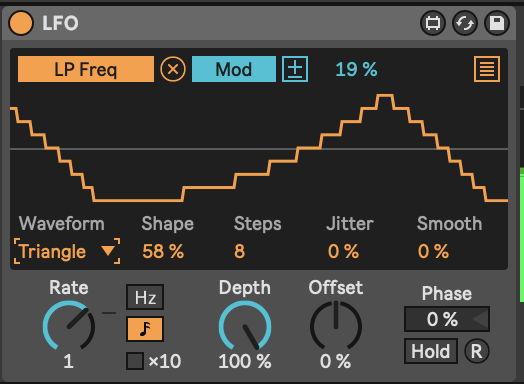 LFO
LP Freq Mod 19 %
Waveform Shape Steps Jitter Smooth
Triangle 58 % 8 0 % 0 %
Rate Hz Depth Offset Phase
0 %
1 ×10 100 % 0 % Hold R